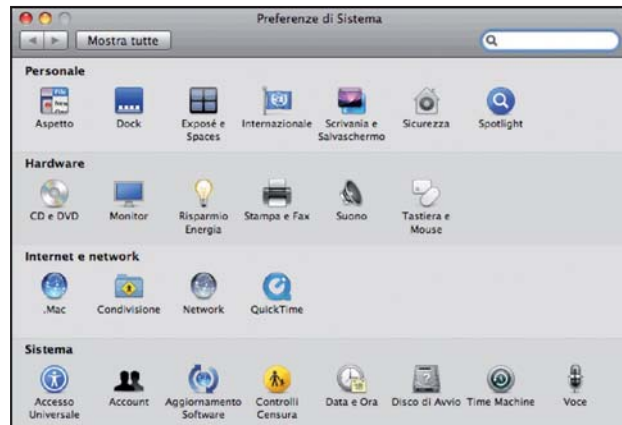 Preferenze di Sistema
Mostra tutte
Personale
Aspetto
Dock
Exposé e
Spaces
Internazionale
Scrivania e
Salvaschermo
Sicurezza
Spotlight
Hardware
CD e DVD
Monitor
Risparmio
Energia
Stampa e Fax
Suono
Tastiera e
Mouse
Internet e network
.Mac
Condivisione
Network
QuickTime
Sistema
Accesso
Universale
Account
Aggiornamento
Software
Controlli
Censura
Data e Ora
Disco di Avvio
Time Machine
Voce